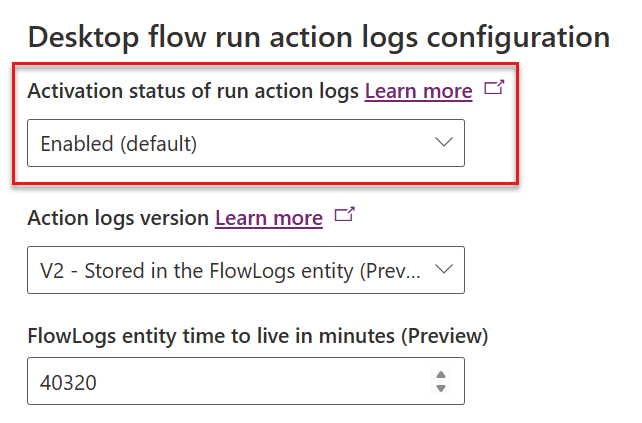 Desktop flow run action logs configuration
Activation status of run action logs Learn more
Enabled (default)
Action logs version Learn more
V2 - Stored in the FlowLogs entity (Prev...
FlowLogs entity time to live in minutes (Preview)
40320